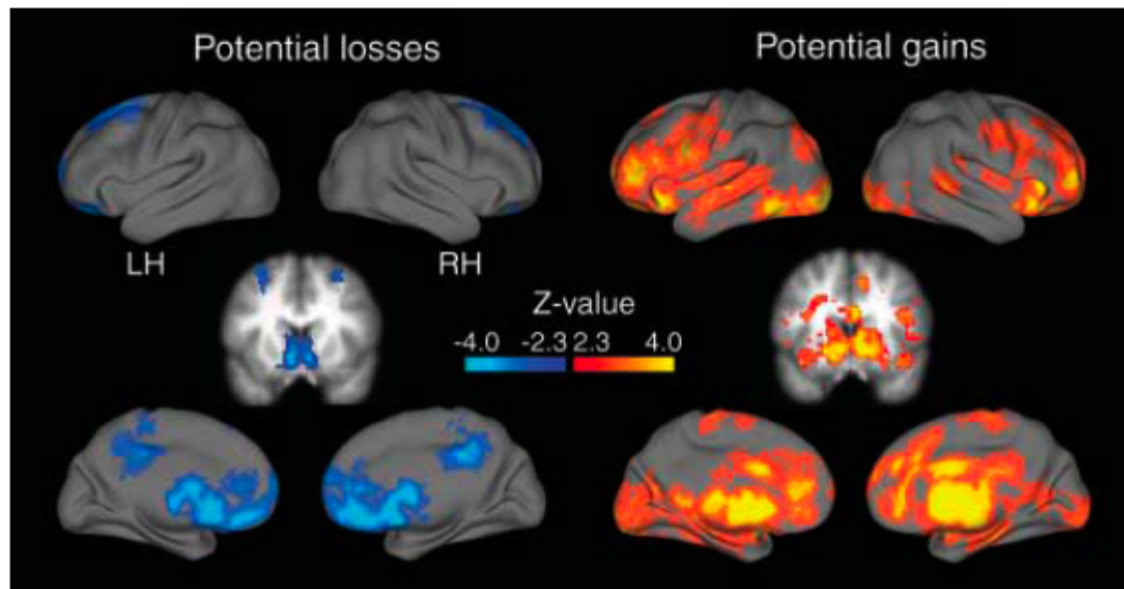 Potential losses
Potential gains
LH
RH
Z-value
-4.0
-2.3
2.3
4.0